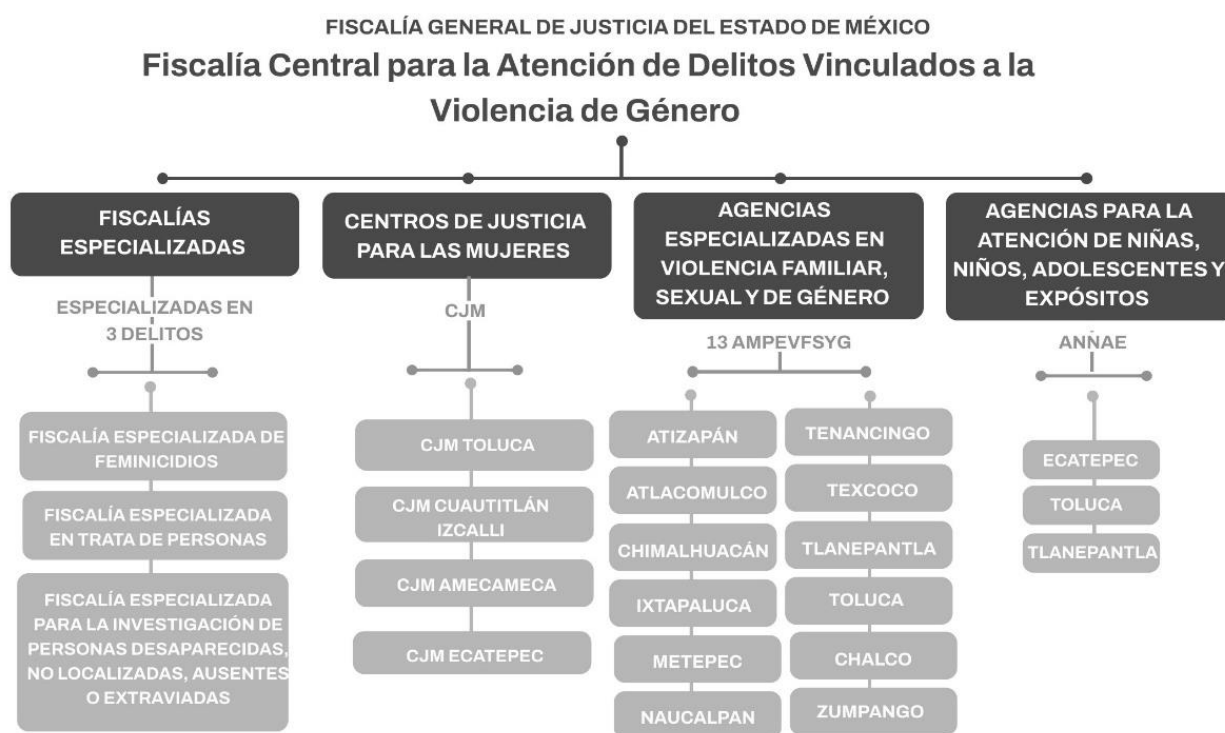 FISCALÍA GENERAL DE JUSTICIA DEL ESTADO DE MÉXICO
Fiscalía Central para la Atención de Delitos Vinculados a la
Violencia de Género
FISCALÍAS
ESPECIALIZADAS
ESPECIALIZADAS EN
3 DELITOS
FISCALÍA ESPECIALIZADA DE
FEMINICIDIOS
FISCALÍA ESPECIALIZADA
EN TRATA DE PERSONAS
FISCALÍA ESPECIALIZADA
PARA LA INVESTIGACIÓN DE
PERSONAS DESAPARECIDAS,
NO LOCALIZADAS, AUSENTES
O EXTRAVIADAS
CENTROS DE JUSTICIA
PARA LAS MUJERES
CJM
CJM TOLUCA
CJM CUAUTITLÁN
IZCALLI
CJM AMECAMECA
CJM ECATEPEC
AGENCIAS
ESPECIALIZADAS EN
VIOLENCIA FAMILIAR,
SEXUAL Y DE GÉNERO
13 AMPEVFSYG
ATIZAPÁN
ATLACOMULCO
CHIMALHUACÁN
IXTAPALUCA
METEPEC
NAUCALPAN
TENANCINGO
TEXCOCO
TLANEPANTLA
TOLUCA
CHALCO
ZUMPANGO
AGENCIAS PARA LA
ATENCIÓN DE NIÑAS,
NIÑOS, ADOLESCENTES Y
EXPÓSITOS
ANÑAE
ECATEPEC
TOLUCA
TLANEPANTLA